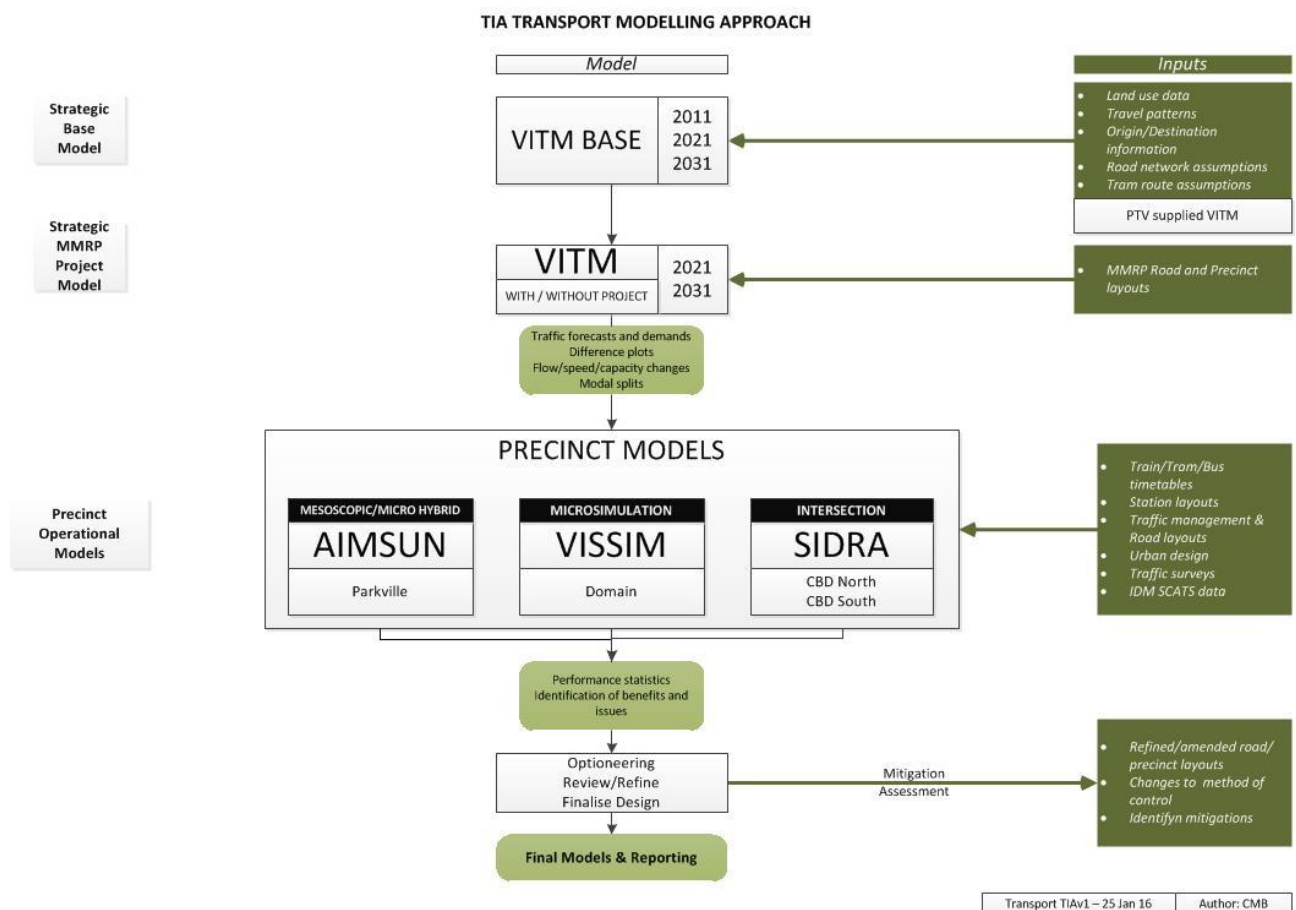 TIA TRANSPORT MODELLING APPROACH
Model
Inputs
Strategic
Base
Model
VITM BASE
2011
2021
2031
• Land use data
• Travel patterns
• Origin/Destination
information
• Road network assumptions
• Tram route assumptions
PTV supplied VITM
Strategic
MMRP
Project
Model
VITM
WITH / WITHOUT PROJECT
2021
2031
• MMRP Road and Precinct
layouts
Traffic forecasts and demands
Difference plots
Flow/speed/capacity changes
Modal splits
PRECINCT MODELS
Precinct
Operational
Models
MESOSCOPIC/MICRO HYBRID
AIMSUN
Parkville
MICROSIMULATION
VISSIM
Domain
INTERSECTION
SIDRA
CBD North
CBD South
• Train/Tram/Bus
timetables
• Station layouts
• Traffic management &
Road layouts
• Urban design
• Traffic surveys
• IDM SCATS data
Performance statistics
Identification of benefits and
issues
Optioneering
Review/Refine
Finalise Design
Mitigation
Assessment
• Refined/amended road/
precinct layouts
• Changes to method of
control
• Identifyn mitigations
Final Models & Reporting
Transport TIAv1 – 25 Jan 16
Author: CMB